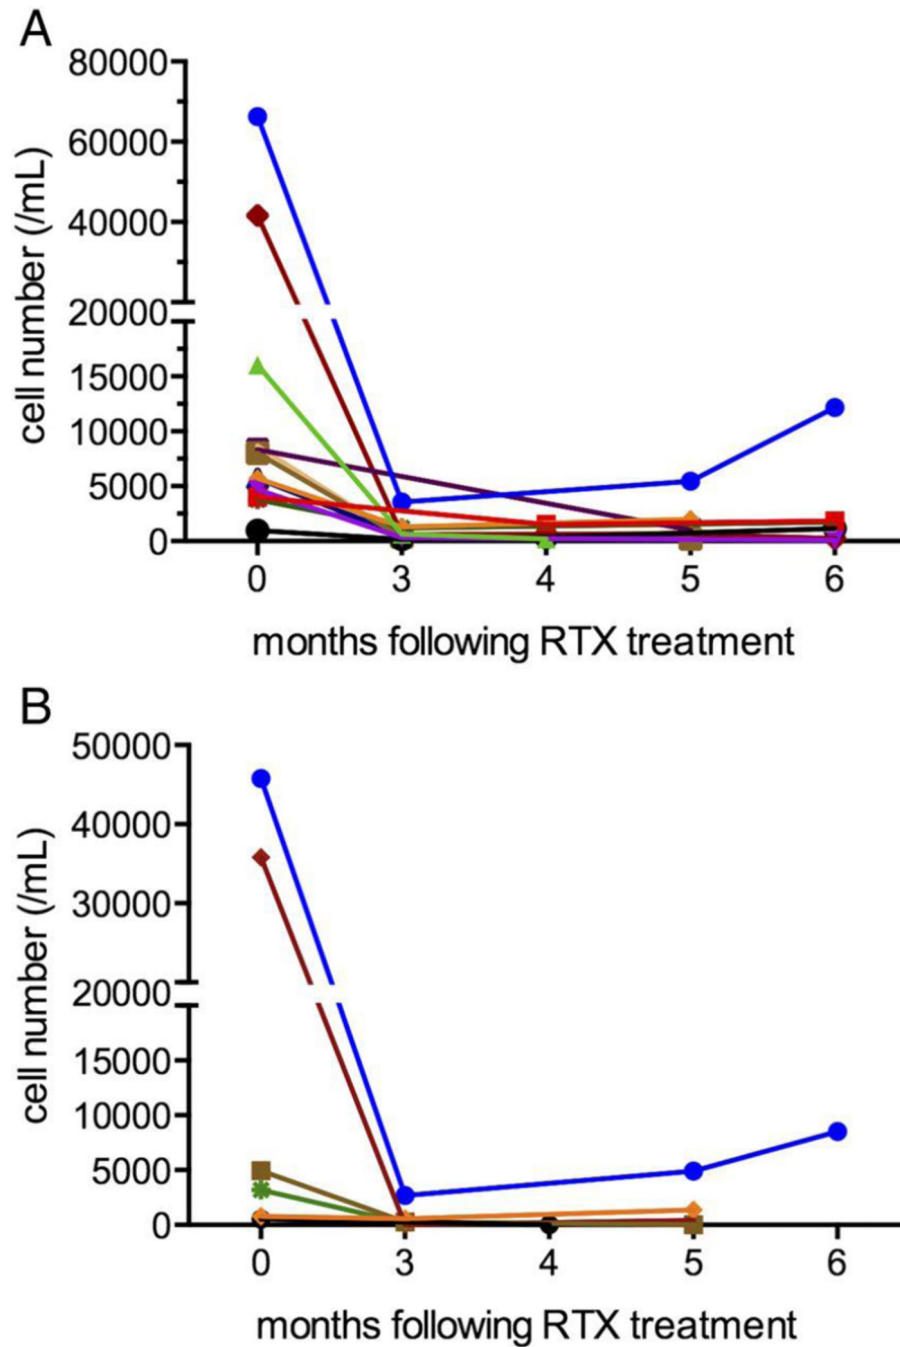 A
80000
60000
40000
20000
15000
10000
5000
0
cell number (/mL)
0 3 4 5 6
months following RTX treatment
B
50000
40000
30000
20000
15000
10000
5000
0
cell number (/mL)
0 3 4 5 6
months following RTX treatment